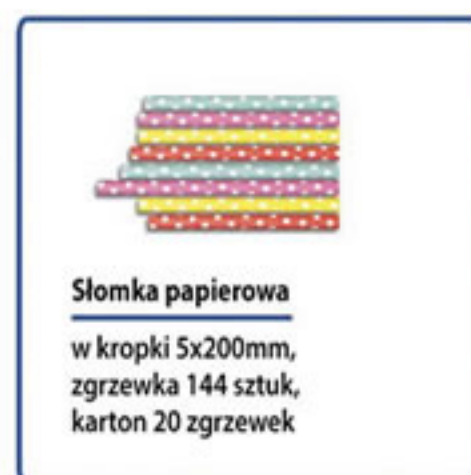 Słomka papierowa
w kropki 5x200mm,
zgrzewka 144 sztuk,
karton 20 zgrzewek